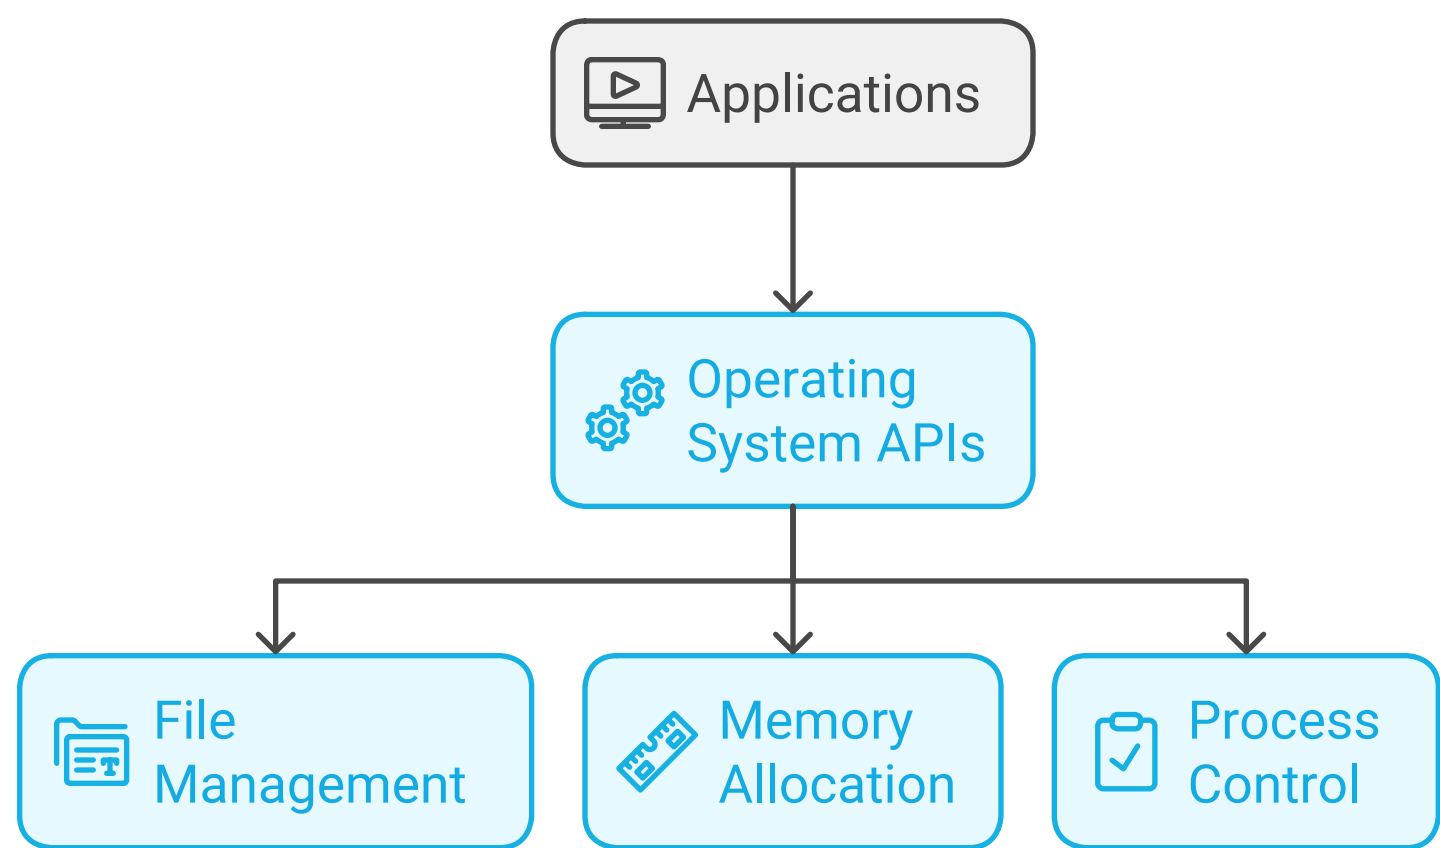 Applications
Operating
System APIs
File
Management
Memory
Allocation
Process
Control